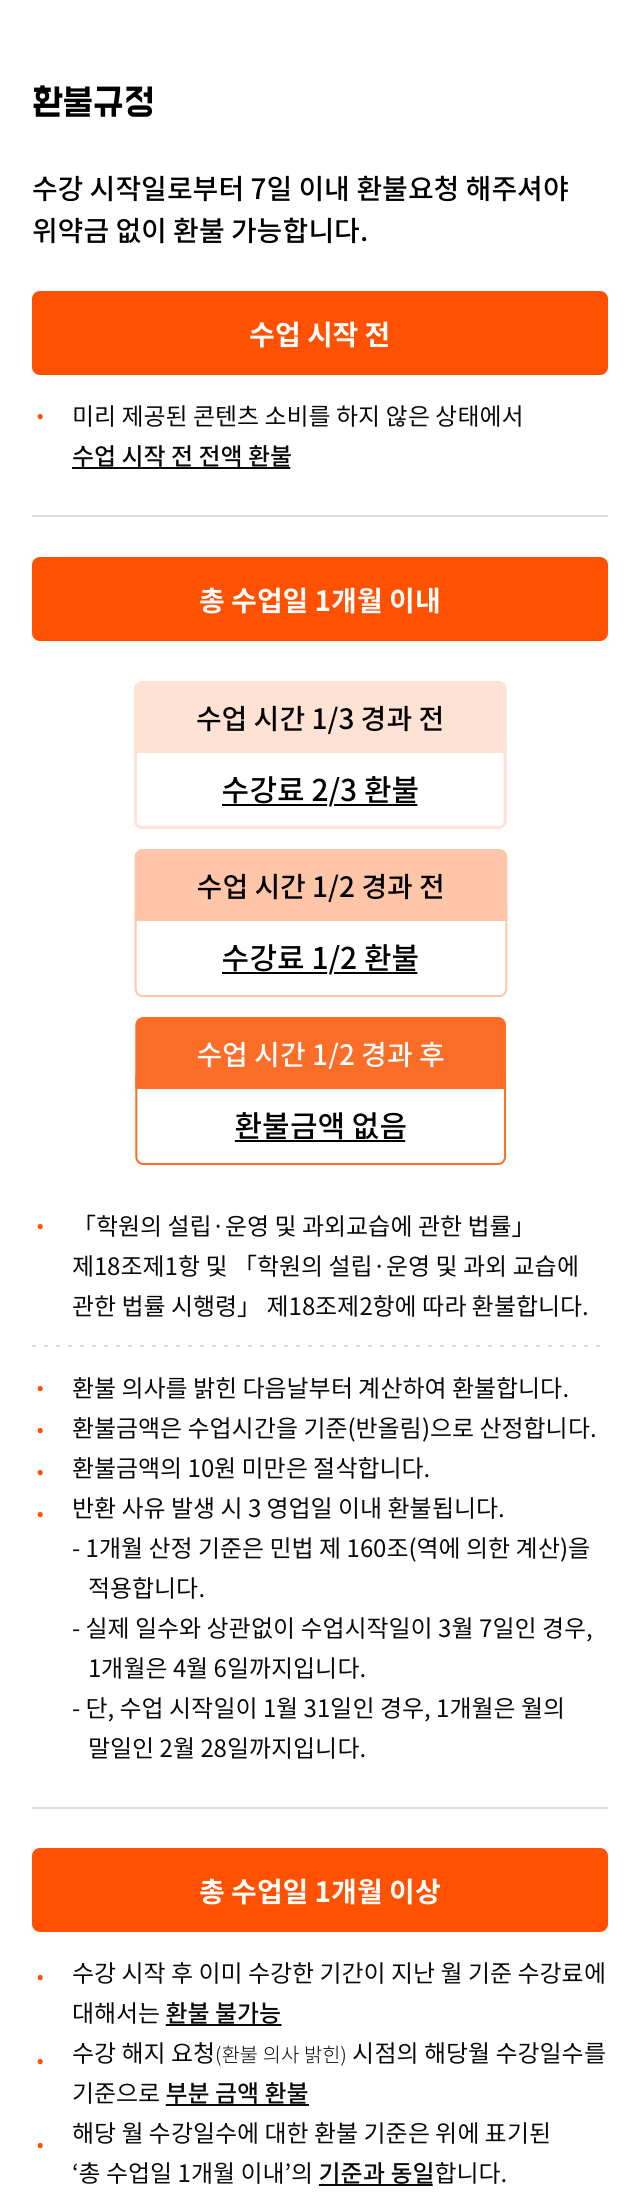 환불규정
수강 시작일로부터 7일 이내 환불요청 해주셔야
위약금 없이 환불 가능합니다.
수업 시작 전
• 미리 제공된 콘텐츠 소비를 하지 않은 상태에서
수업 시작 전 전액 환불
총 수업일 1개월 이내
수업 시간 1/3 경과 전
수강료 2/3 환불
수업 시간 1/2 경과 전
수강료 1/2 환불
수업 시간 1/2 경과 후
환불금액 없음
• 「학원의 설립·운영 및 과외교습에 관한 법률」
제18조제1항 및 「학원의 설립·운영 및 과외 교습에
관한 법률 시행령」 제18조제2항에 따라 환불합니다.
• 환불 의사를 밝힌 다음날부터 계산하여 환불합니다.
• 환불금액은 수업시간을 기준(반올림)으로 산정합니다.
• 환불금액의 10원 미만은 절삭합니다.
• 반환 사유 발생 시 3 영업일 이내 환불됩니다.
- 1개월 산정 기준은 민법 제 160조(역에 의한 계산)을
적용합니다.
- 실제 일수와 상관없이 수업시작일이 3월 7일인 경우,
1개월은 4월 6일까지입니다.
- 단, 수업 시작일이 1월 31일인 경우, 1개월은 월의
말일인 2월 28일까지입니다.
총 수업일 1개월 이상
• 수강 시작 후 이미 수강한 기간이 지난 월 기준 수강료에
대해서는 환불 불가능
• 수강 해지 요청(환불 의사 밝힌) 시점의 해당월 수강일수를
기준으로 부분 금액 환불
• 해당 월 수강일수에 대한 환불 기준은 위에 표기된
‘총 수업일 1개월 이내’의 기준과 동일합니다.